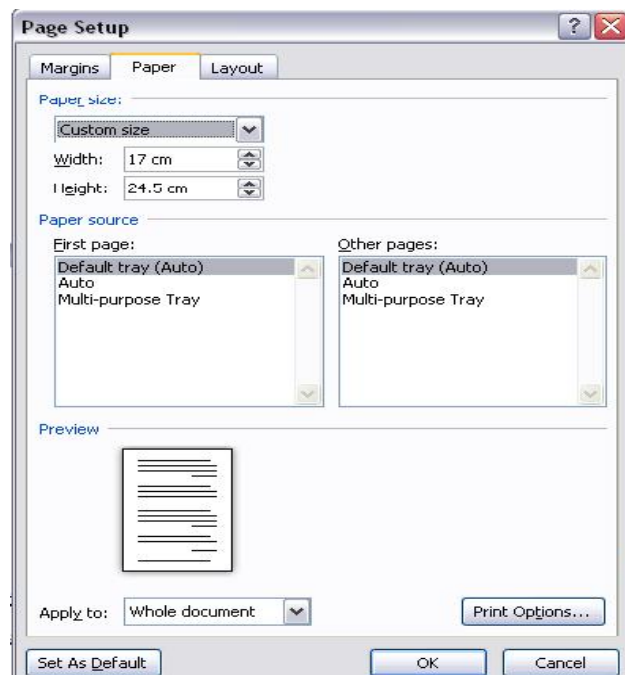 Page Setup
Margins Paper Layout
Paper size:
Custom size
Width: 17 cm
Height: 24.5 cm
Paper source
First page: Other pages:
Default tray (Auto) Default tray (Auto)
Auto Auto
Multi-purpose Tray Multi-purpose Tray
Preview
Apply to: Whole document Print Options...
Set As Default OK Cancel